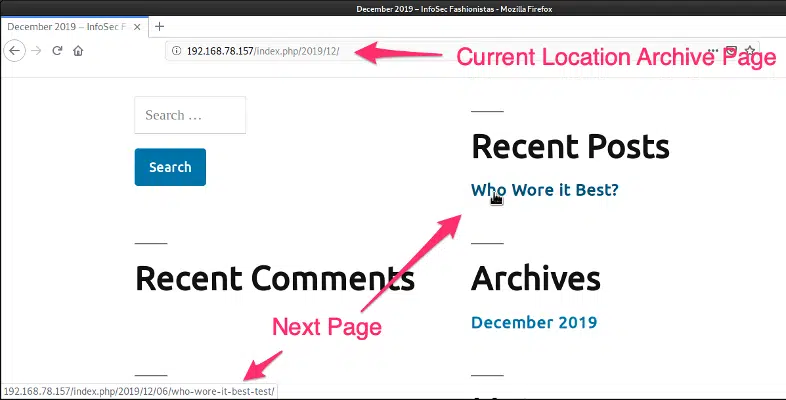 December 2019 – InfoSec Fashionistas - Mozilla Firefox
December 2019 – InfoSec F
192.168.78.157/index.php/2019/12/
Current Location Archive Page
Search …
Search
Recent Posts
Who Wore it Best?
Recent Comments
Archives
December 2019
Next Page
192.168.78.157/index.php/2019/12/06/who-wore-it-best-test/